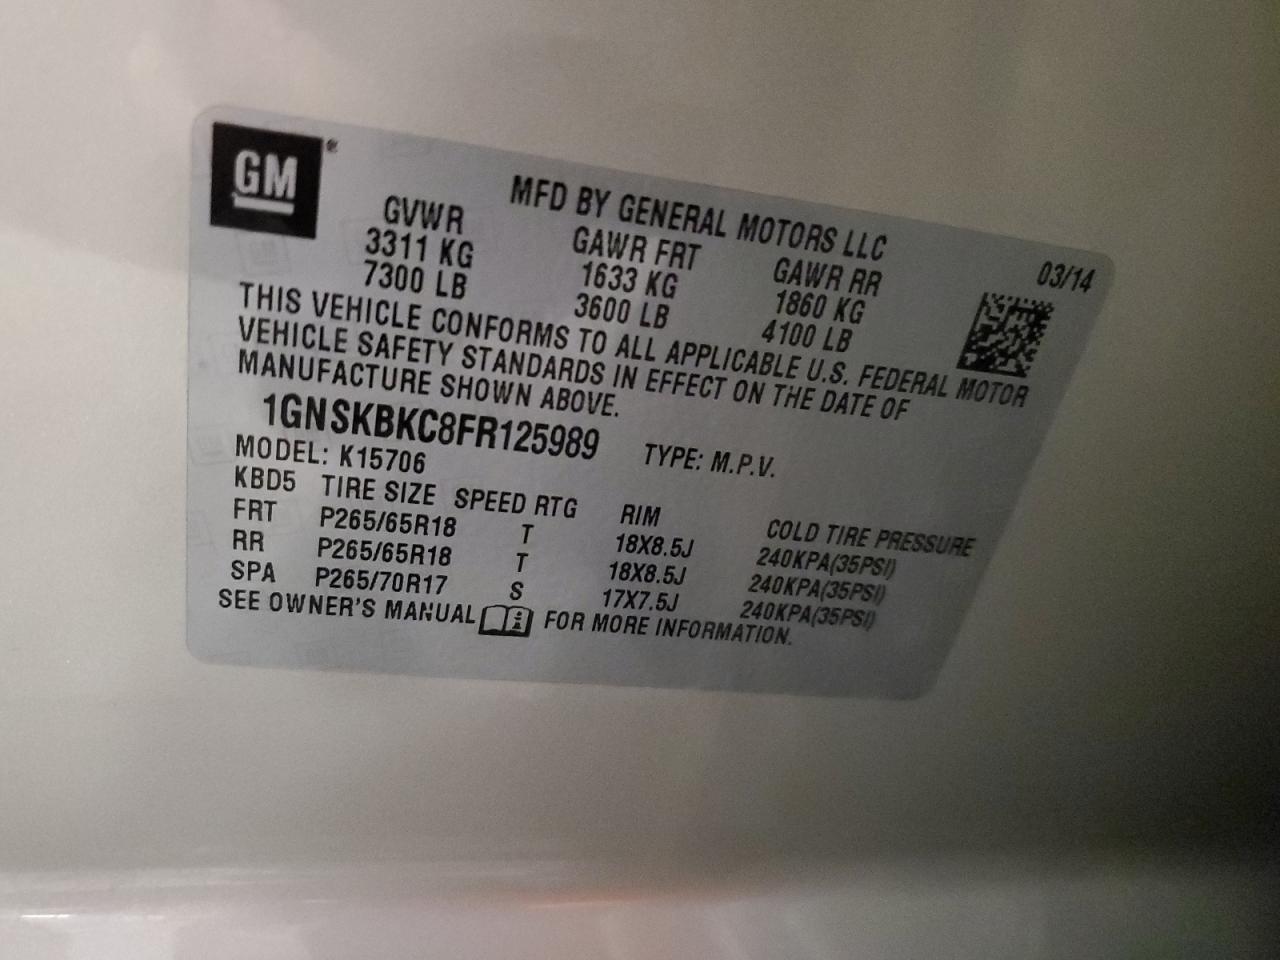 GM®
MFD BY GENERAL MOTORS LLC
03/14
GVWR GAWR FRT GAWR RR
3311 KG 1633 KG 1860 KG
7300 LB 3600 LB 4100 LB
THIS VEHICLE CONFORMS TO ALL APPLICABLE U.S. FEDERAL MOTOR
VEHICLE SAFETY STANDARDS IN EFFECT ON THE DATE OF
MANUFACTURE SHOWN ABOVE.
1GNSKBKC8FR125989 TYPE: M.P.V.
MODEL: K15706
KBD5 TIRE SIZE SPEED RTG RIM COLD TIRE PRESSURE
FRT P265/65R18 T 18X8.5J 240KPA(35PSI)
RR P265/65R18 T 18X8.5J 240KPA(35PSI)
SPA P265/70R17 S 17X7.5J 240KPA(35PSI)
SEE OWNER'S MANUAL i FOR MORE INFORMATION.